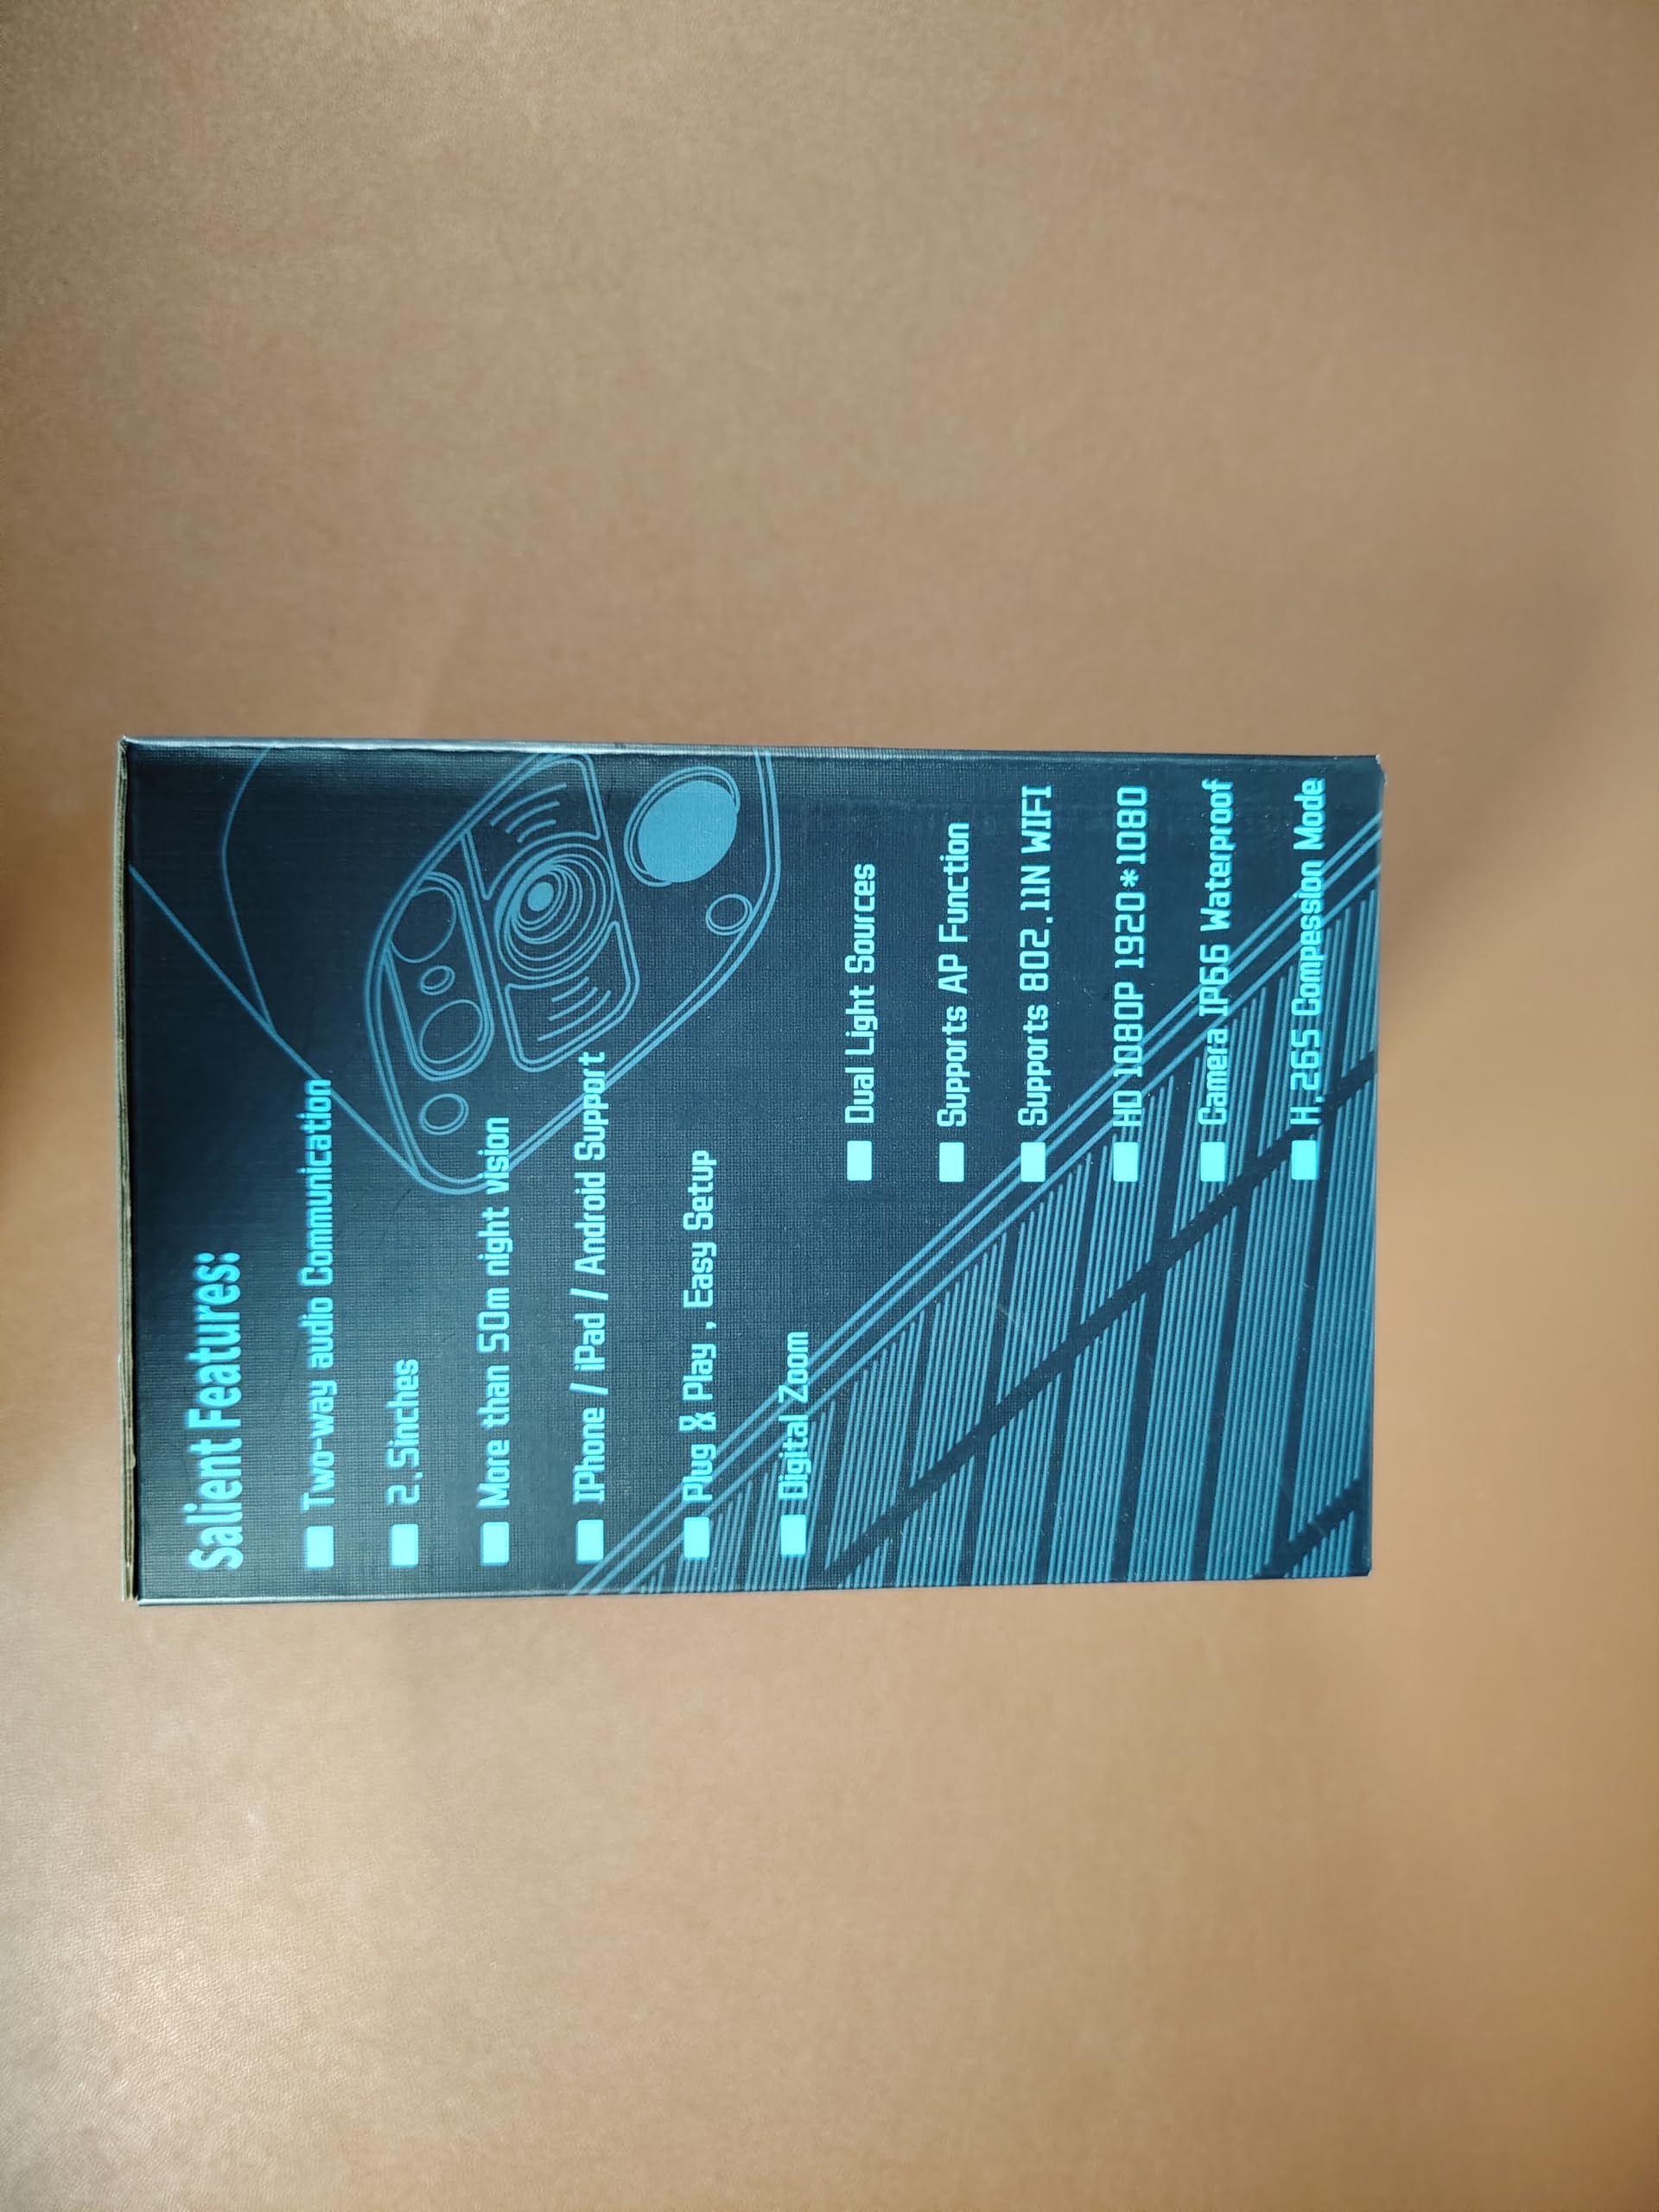 Salient Features:
Two-way audio Communication
2.5inches
More than 50m night vision
IPhone / iPad / Android Support
Plug & Play , Easy Setup
Digital Zoom
Dual Light Sources
Supports AP Function
Supports 802.11N WIFI
HD 1080P 1920*1080
Camera IP66 Waterproof
H.265 Compession Mode